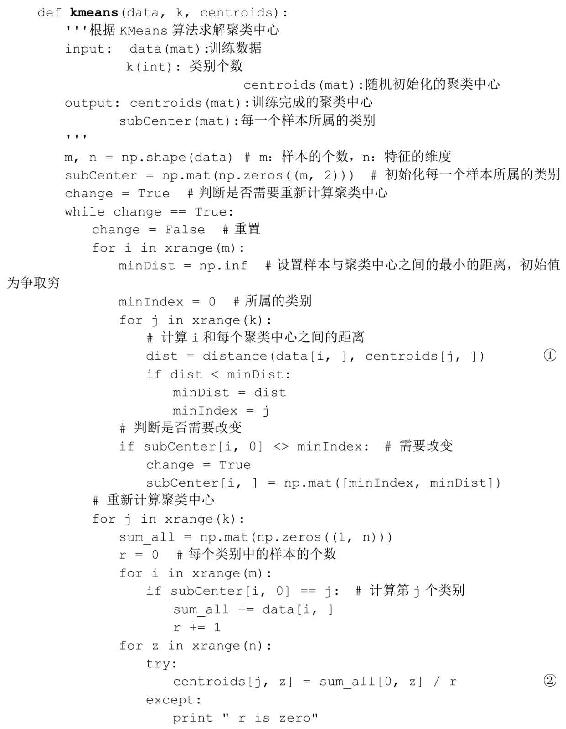 def kmeans(data, k, centroids):
'''根据 KMeans 算法求解聚类中心
input: data(mat):训练数据
k(int): 类别个数
centroids(mat):随机初始化的聚类中心
output: centroids(mat):训练完成的聚类中心
subCenter(mat):每一个样本所属的类别
'''
m, n = np.shape(data) # m: 样本的个数, n: 特征的维度
subCenter = np.mat(np.zeros((m, 2))) # 初始化每一个样本所属的类别
change = True # 判断是否需要重新计算聚类中心
while change == True:
change = False # 重置
for i in xrange(m):
minDist = np.inf # 设置样本与聚类中心之间的最小的距离, 初始值
为争取穷
minIndex = 0 # 所属的类别
for j in xrange(k):
# 计算 i 和每个聚类中心之间的距离
dist = distance(data[i, ], centroids[j, ]) ①
if dist < minDist:
minDist = dist
minIndex = j
# 判断是否需要改变
if subCenter[i, 0] <> minIndex: # 需要改变
change = True
subCenter[i, ] = np.mat([minIndex, minDist])
# 重新计算聚类中心
for j in xrange(k):
sum_all = np.mat(np.zeros((1, n)))
r = 0 # 每个类别中的样本的个数
for i in xrange(m):
if subCenter[i, 0] == j: # 计算第 j 个类别
sum_all += data[i, ]
r += 1
for z in xrange(n):
try:
centroids[j, z] = sum_all[0, z] / r ②
except:
print " r is zero"